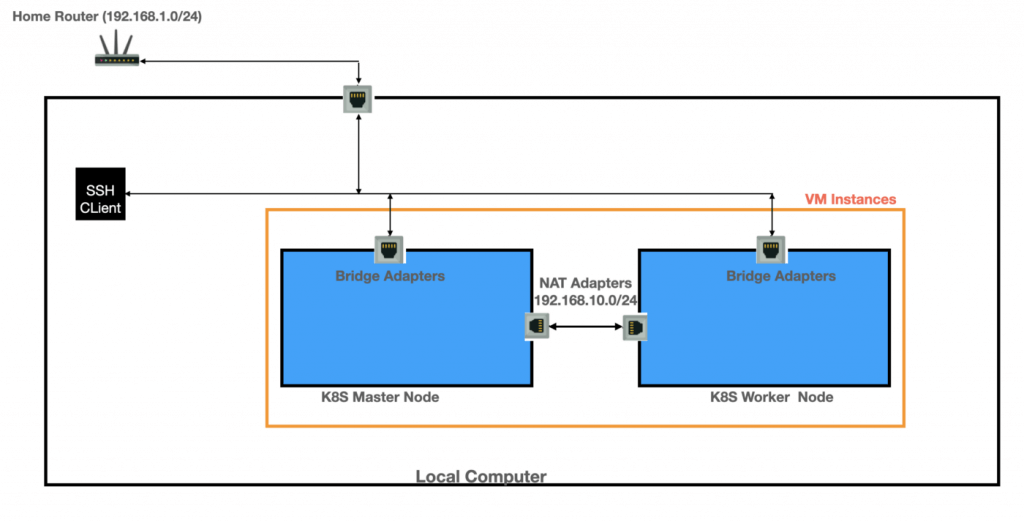 Home Router (192.168.1.0/24)
SSH
CLient
VM Instances
Bridge Adapters
Bridge Adapters
NAT Adapters
192.168.10.0/24
K8S Master Node
K8S Worker  Node
Local Computer